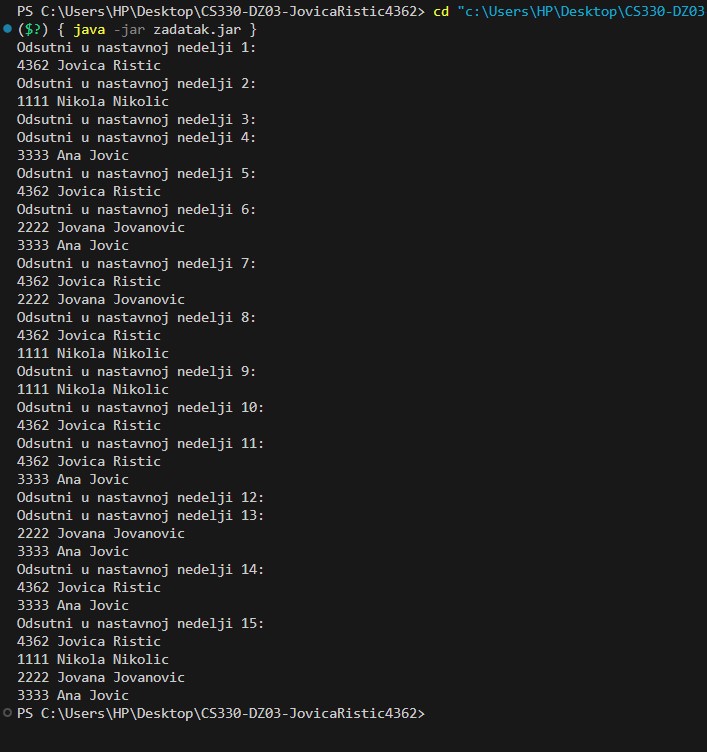 PS C:\Users\HP\Desktop\CS330-DZ03-JovicaRistic4362> cd "c:\Users\HP\Desktop\CS330-DZ03
($?) { java -jar zadatak.jar }
Odsutni u nastavnoj nedelji 1:
4362 Jovica Ristic
Odsutni u nastavnoj nedelji 2:
1111 Nikola Nikolic
Odsutni u nastavnoj nedelji 3:
Odsutni u nastavnoj nedelji 4:
3333 Ana Jovic
Odsutni u nastavnoj nedelji 5:
4362 Jovica Ristic
Odsutni u nastavnoj nedelji 6:
2222 Jovana Jovanovic
3333 Ana Jovic
Odsutni u nastavnoj nedelji 7:
4362 Jovica Ristic
2222 Jovana Jovanovic
Odsutni u nastavnoj nedelji 8:
4362 Jovica Ristic
1111 Nikola Nikolic
Odsutni u nastavnoj nedelji 9:
1111 Nikola Nikolic
Odsutni u nastavnoj nedelji 10:
4362 Jovica Ristic
Odsutni u nastavnoj nedelji 11:
4362 Jovica Ristic
3333 Ana Jovic
Odsutni u nastavnoj nedelji 12:
Odsutni u nastavnoj nedelji 13:
2222 Jovana Jovanovic
3333 Ana Jovic
Odsutni u nastavnoj nedelji 14:
4362 Jovica Ristic
3333 Ana Jovic
Odsutni u nastavnoj nedelji 15:
4362 Jovica Ristic
1111 Nikola Nikolic
2222 Jovana Jovanovic
3333 Ana Jovic
PS C:\Users\HP\Desktop\CS330-DZ03-JovicaRistic4362>